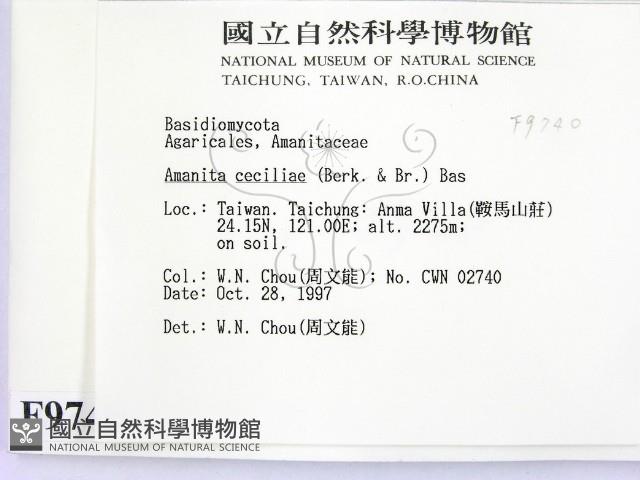 國立自然科學博物館
NATIONAL MUSEUM OF NATURAL SCIENCE
TAICHUNG, TAIWAN, R.O.CHINA
F9740
Basidiomycota
Agaricales, Amanitaceae
Amanita ceciliae (Berk. & Br.) Bas
Loc.: Taiwan. Taichung: Anma Villa(鞍馬山莊)
24.15N, 121.00E; alt. 2275m;
on soil.
Col.: W.N. Chou(周文能); No. CWN 02740
Date: Oct. 28, 1997
Det.: W.N. Chou(周文能)
F974
國立自然科學博物館
NATIONAL MUSEUM OF NATURAL SCIENCE